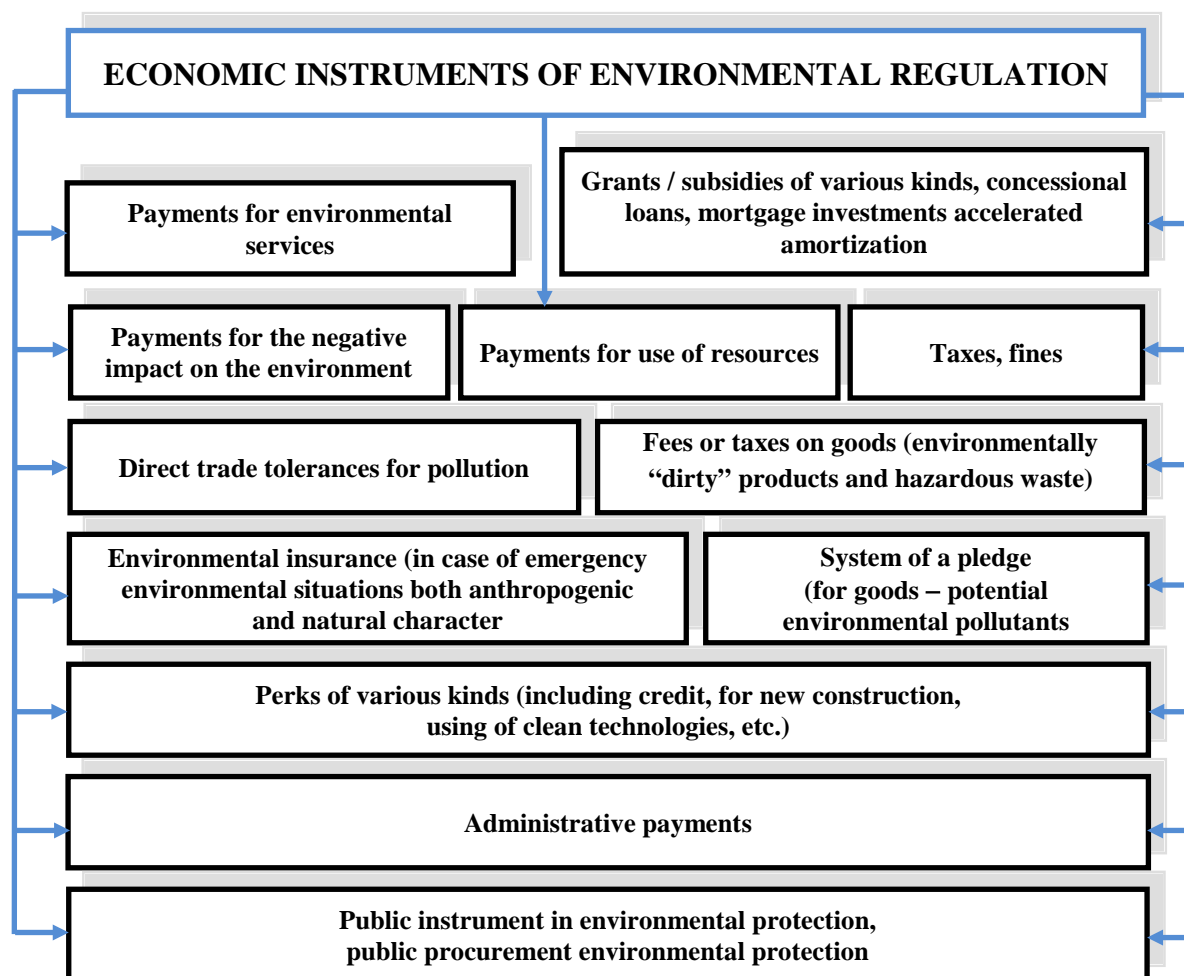 ECONOMIC INSTRUMENTS OF ENVIRONMENTAL REGULATION
Payments for environmental
services
Grants / subsidies of various kinds, concessional
loans, mortgage investments accelerated
amortization
Payments for the negative
impact on the environment
Payments for use of resources
Taxes, fines
Direct trade tolerances for pollution
Fees or taxes on goods (environmentally
“dirty” products and hazardous waste)
Environmental insurance (in case of emergency
environmental situations both anthropogenic
and natural character
System of a pledge
(for goods – potential
environmental pollutants
Perks of various kinds (including credit, for new construction,
using of clean technologies, etc.)
Administrative payments
Public instrument in environmental protection,
public procurement environmental protection